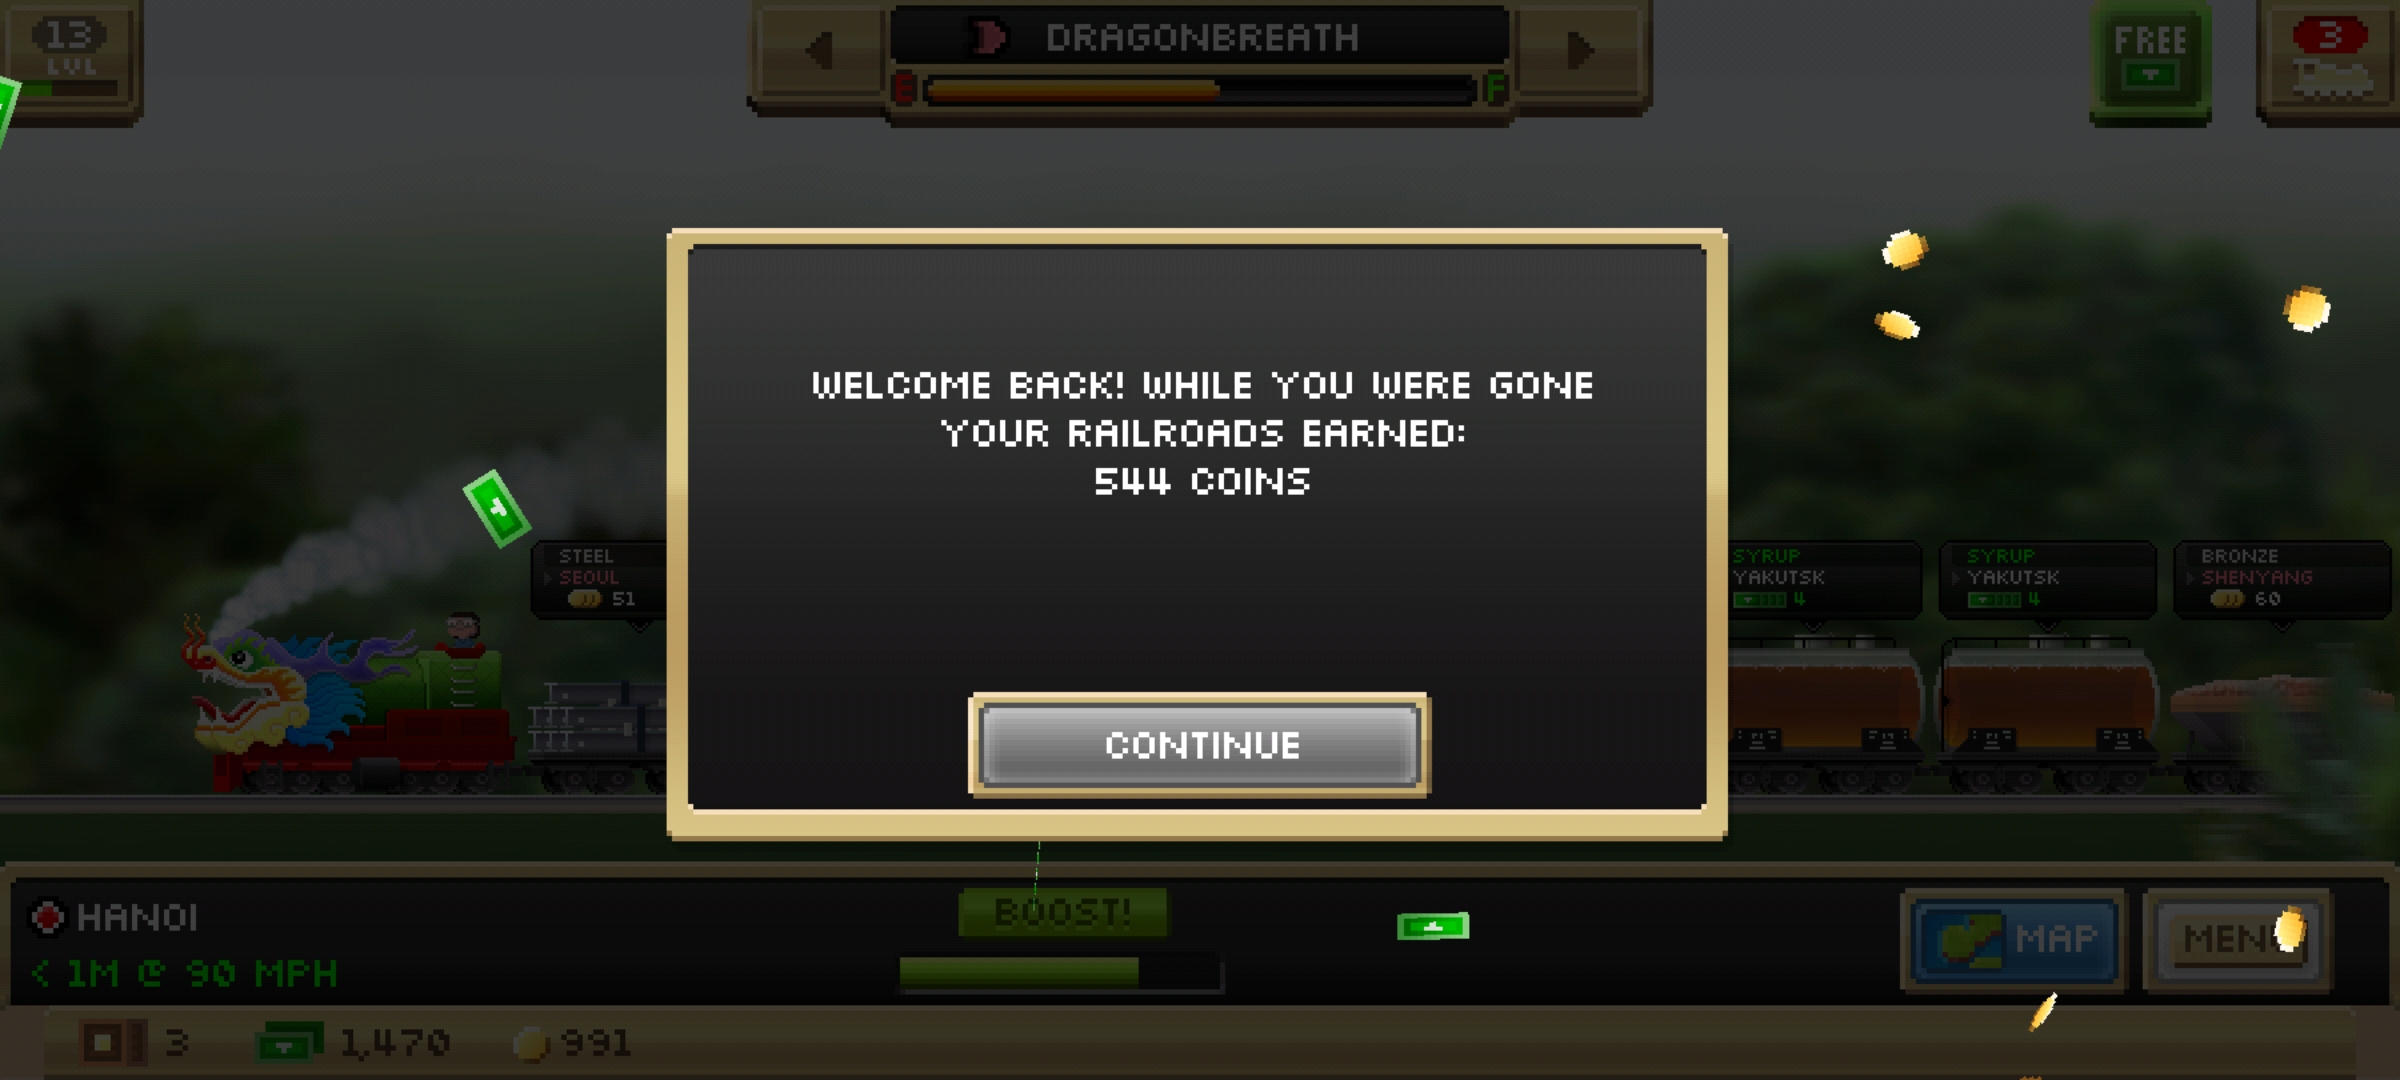 13
LVL
DRAGONBREATH
E F
FREE
3
WELCOME BACK! WHILE YOU WERE GONE
YOUR RAILROADS EARNED:
544 COINS
CONTINUE
STEEL
SEOUL
51
SYRUP
YAKUTSK
4
SYRUP
YAKUTSK
4
BRONZE
SHENYANG
60
HANOI
< 1M @ 90 MPH
BOOST!
MAP
3
1,470
991